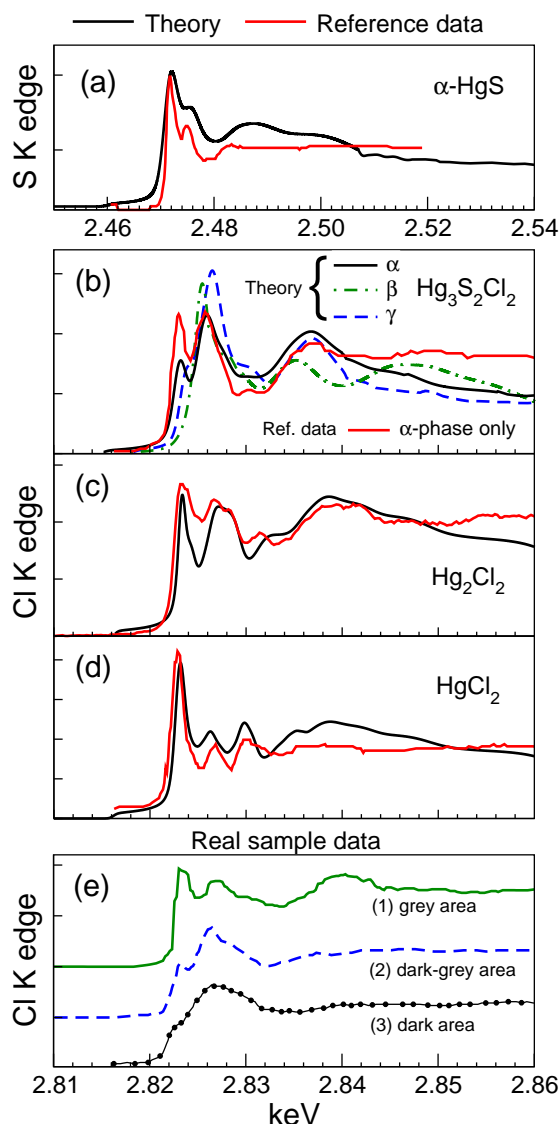 Theory Reference data
(a) α-HgS
S K edge
2.46 2.48 2.50 2.52 2.54
(b) Theory { α
β Hg3S2Cl2
γ
Ref. data α-phase only
(c)
Cl K edge
Hg2Cl2
(d) HgCl2
Real sample data
(e)
(1) grey area
Cl K edge
(2) dark-grey area
(3) dark area
2.81 2.82 2.83 2.84 2.85 2.86
keV